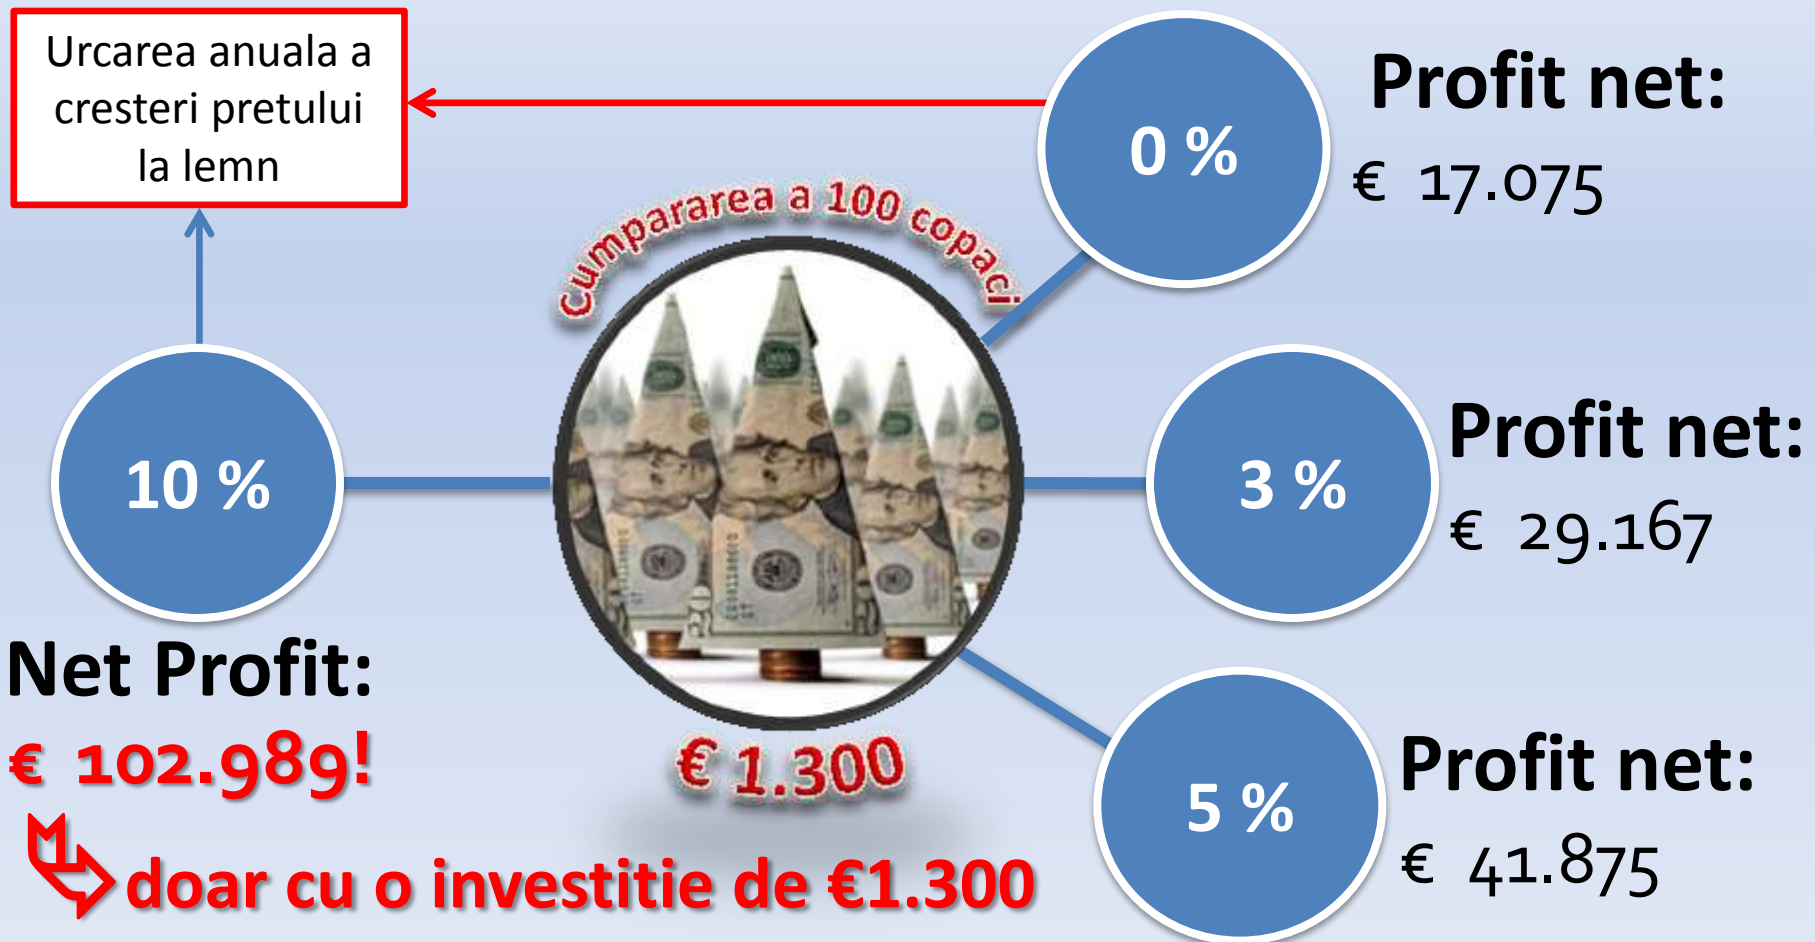 Urcarea anuala a
cresteri pretului
la lemn
0 %
Profit net:
€ 17.075
Cumpararea a 100 copaci
10 %
3 %
Profit net:
€ 29.167
Net Profit:
€ 102.989!
€ 1.300
5 %
Profit net:
€ 41.875
doar cu o investitie de €1.300